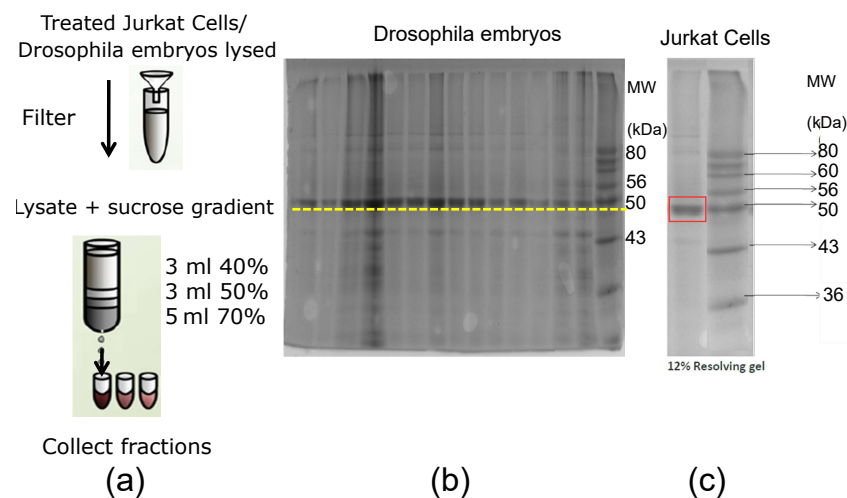 Treated Jurkat Cells/
Drosophila embryos lysed
Filter
Lysate + sucrose gradient
3 ml 40%
3 ml 50%
5 ml 70%
Collect fractions
(a)
Drosophila embryos
MW
(kDa)
80
56
50
43
(b)
Jurkat Cells
MW
(kDa)
80
60
56
50
43
36
12% Resolving gel
(c)